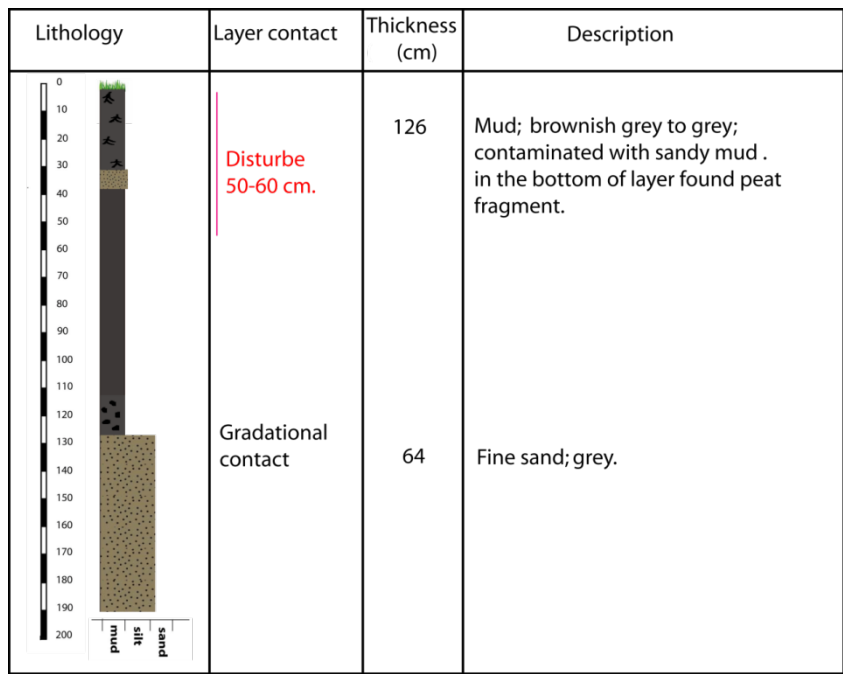 Lithology
Layer contact
Thickness
(cm)
Description
0
10
20
30
40
50
60
70
80
90
100
110
120
130
140
150
160
170
180
190
200
mud
silt
sand
Disturbe
50-60 cm.
126
Mud; brownish grey to grey;
contaminated with sandy mud .
in the bottom of layer found peat
fragment.
Gradational
contact
64
Fine sand; grey.